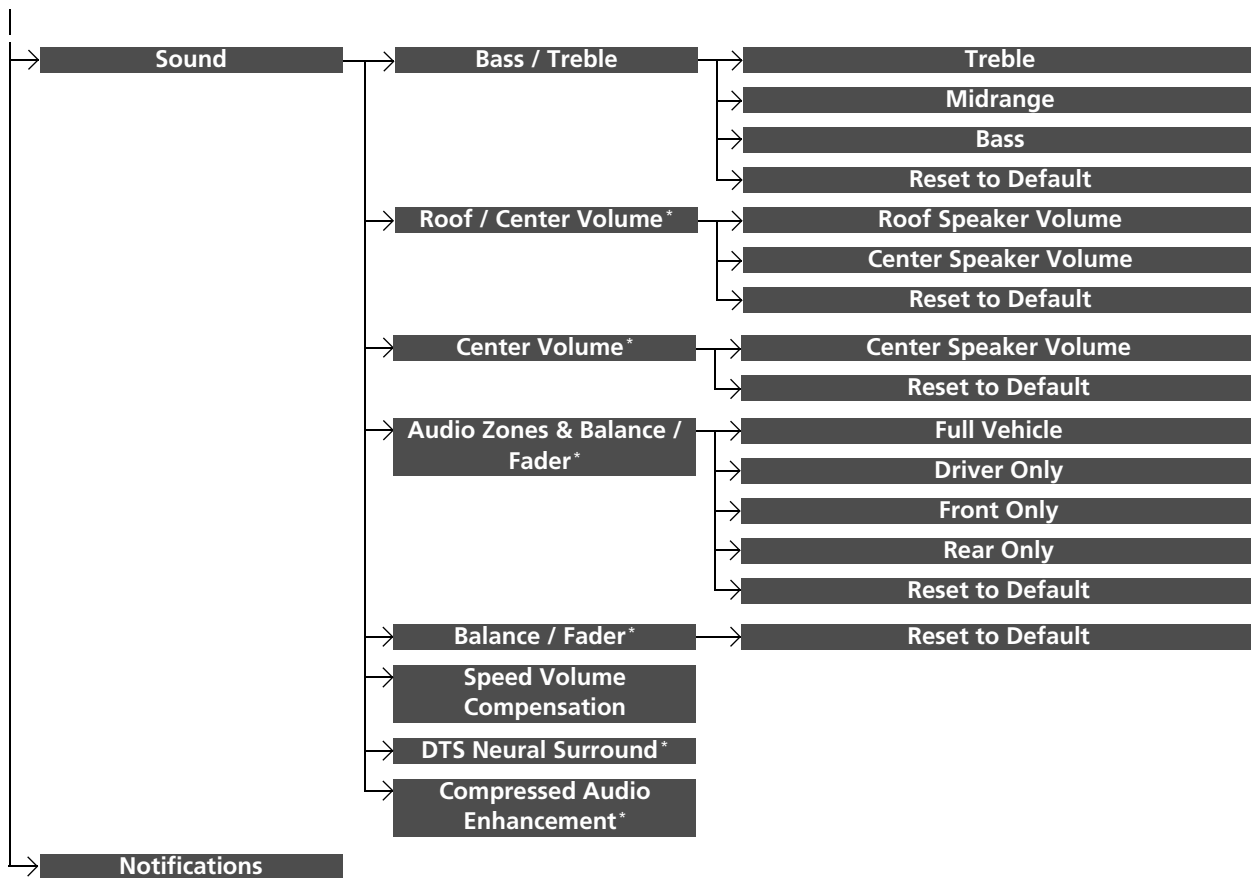 Sound
Bass / Treble
Treble
Midrange
Bass
Reset to Default
Roof / Center Volume*
Roof Speaker Volume
Center Speaker Volume
Reset to Default
Center Volume*
Center Speaker Volume
Reset to Default
Audio Zones & Balance /
Fader*
Full Vehicle
Driver Only
Front Only
Rear Only
Reset to Default
Balance / Fader*
Reset to Default
Speed Volume
Compensation
DTS Neural Surround*
Compressed Audio
Enhancement*
Notifications